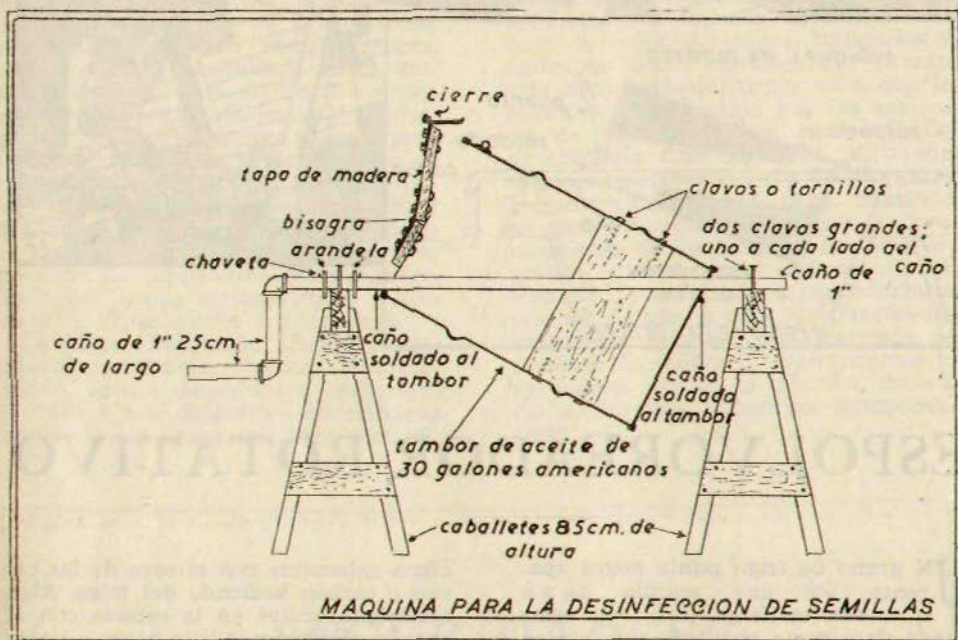 cierre
tapa de madera
bisagra
arandela
chaveta
clavos o tornillos
dos clavos grandes;
uno a cada lado del
caño
caño de
1"
caño de 1" 25cm.
de largo
caño
soldado al
tambor
caño
soldado
al tambor
tambor de aceite de
30 galones americanos
caballetes 85cm. de
altura
MAQUINA PARA LA DESINFECCION DE SEMILLAS